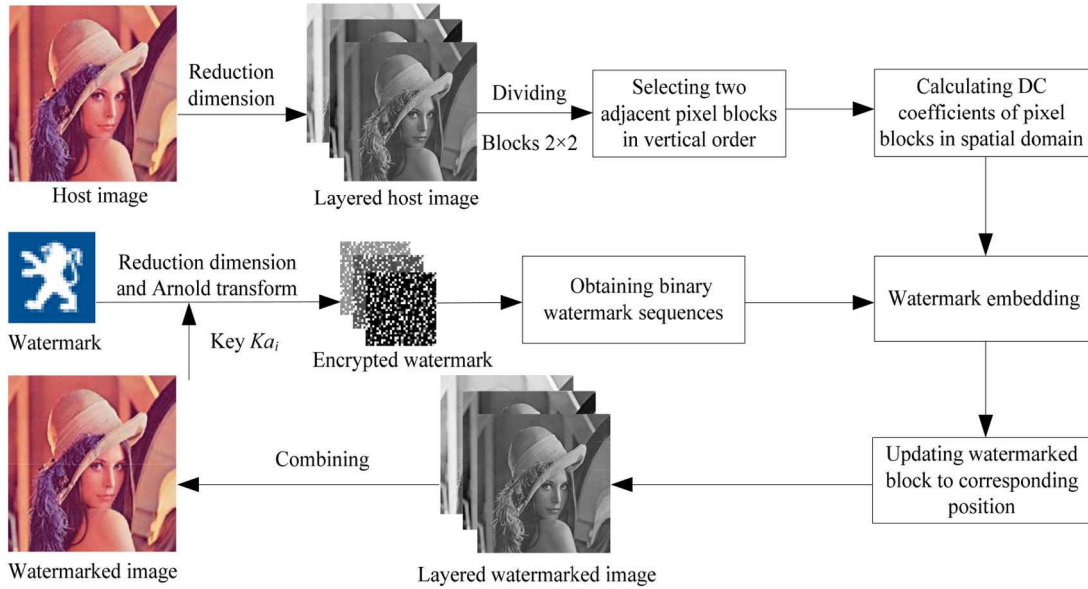 Reduction
dimension
Dividing
Blocks 2×2
Selecting two
adjacent pixel blocks
in vertical order
Calculating DC
coefficients of pixel
blocks in spatial domain
Host image
Layered host image
Reduction dimension
and Arnold transform
Key Kai
Watermark
Encrypted watermark
Obtaining binary
watermark sequences
Watermark embedding
Updating watermarked
block to corresponding
position
Combining
Watermarked image
Layered watermarked image